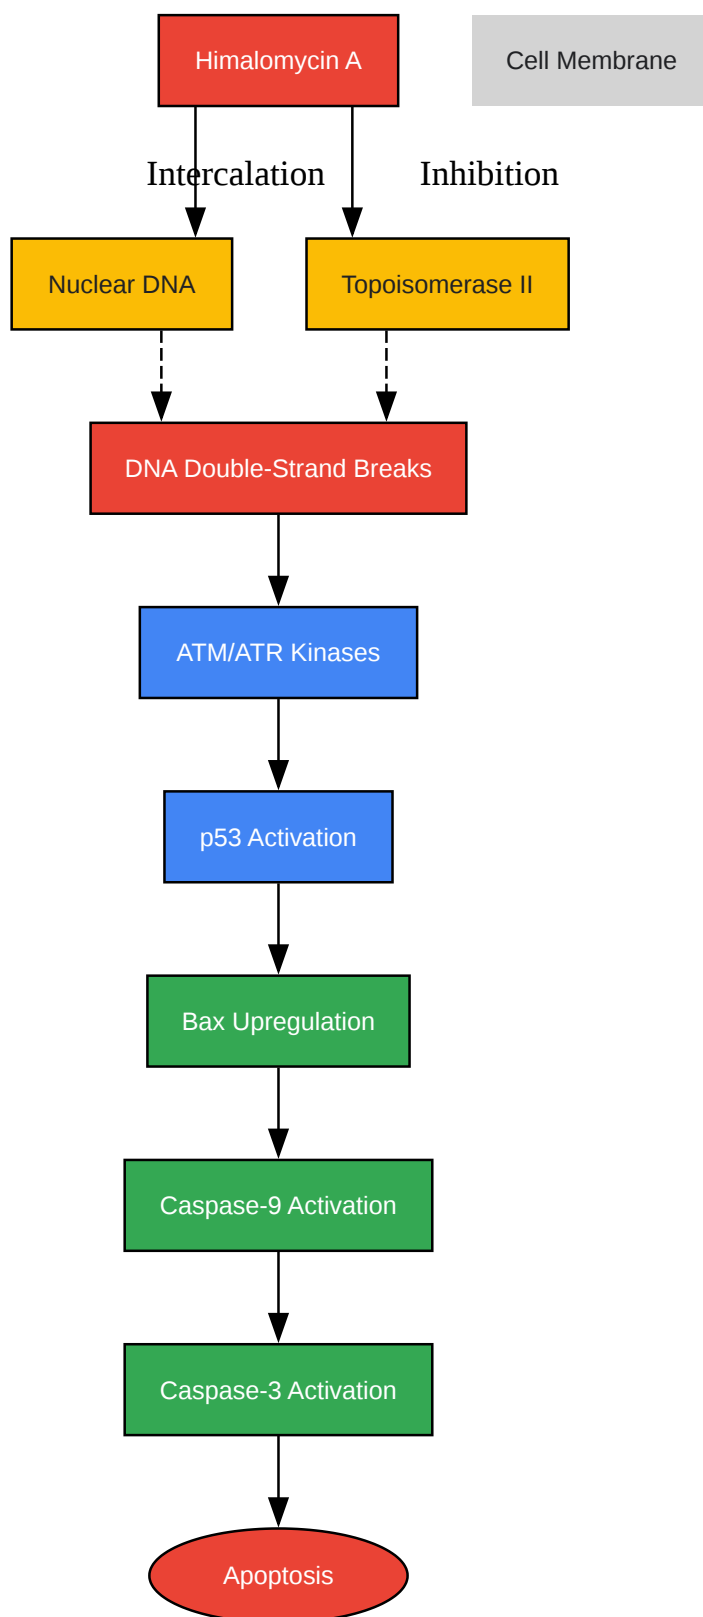 Himalomycin A
Cell Membrane
Intercalation
Inhibition
Nuclear DNA
Topoisomerase II
DNA Double-Strand Breaks
ATM/ATR Kinases
p53 Activation
Bax Upregulation
Caspase-9 Activation
Caspase-3 Activation
Apoptosis